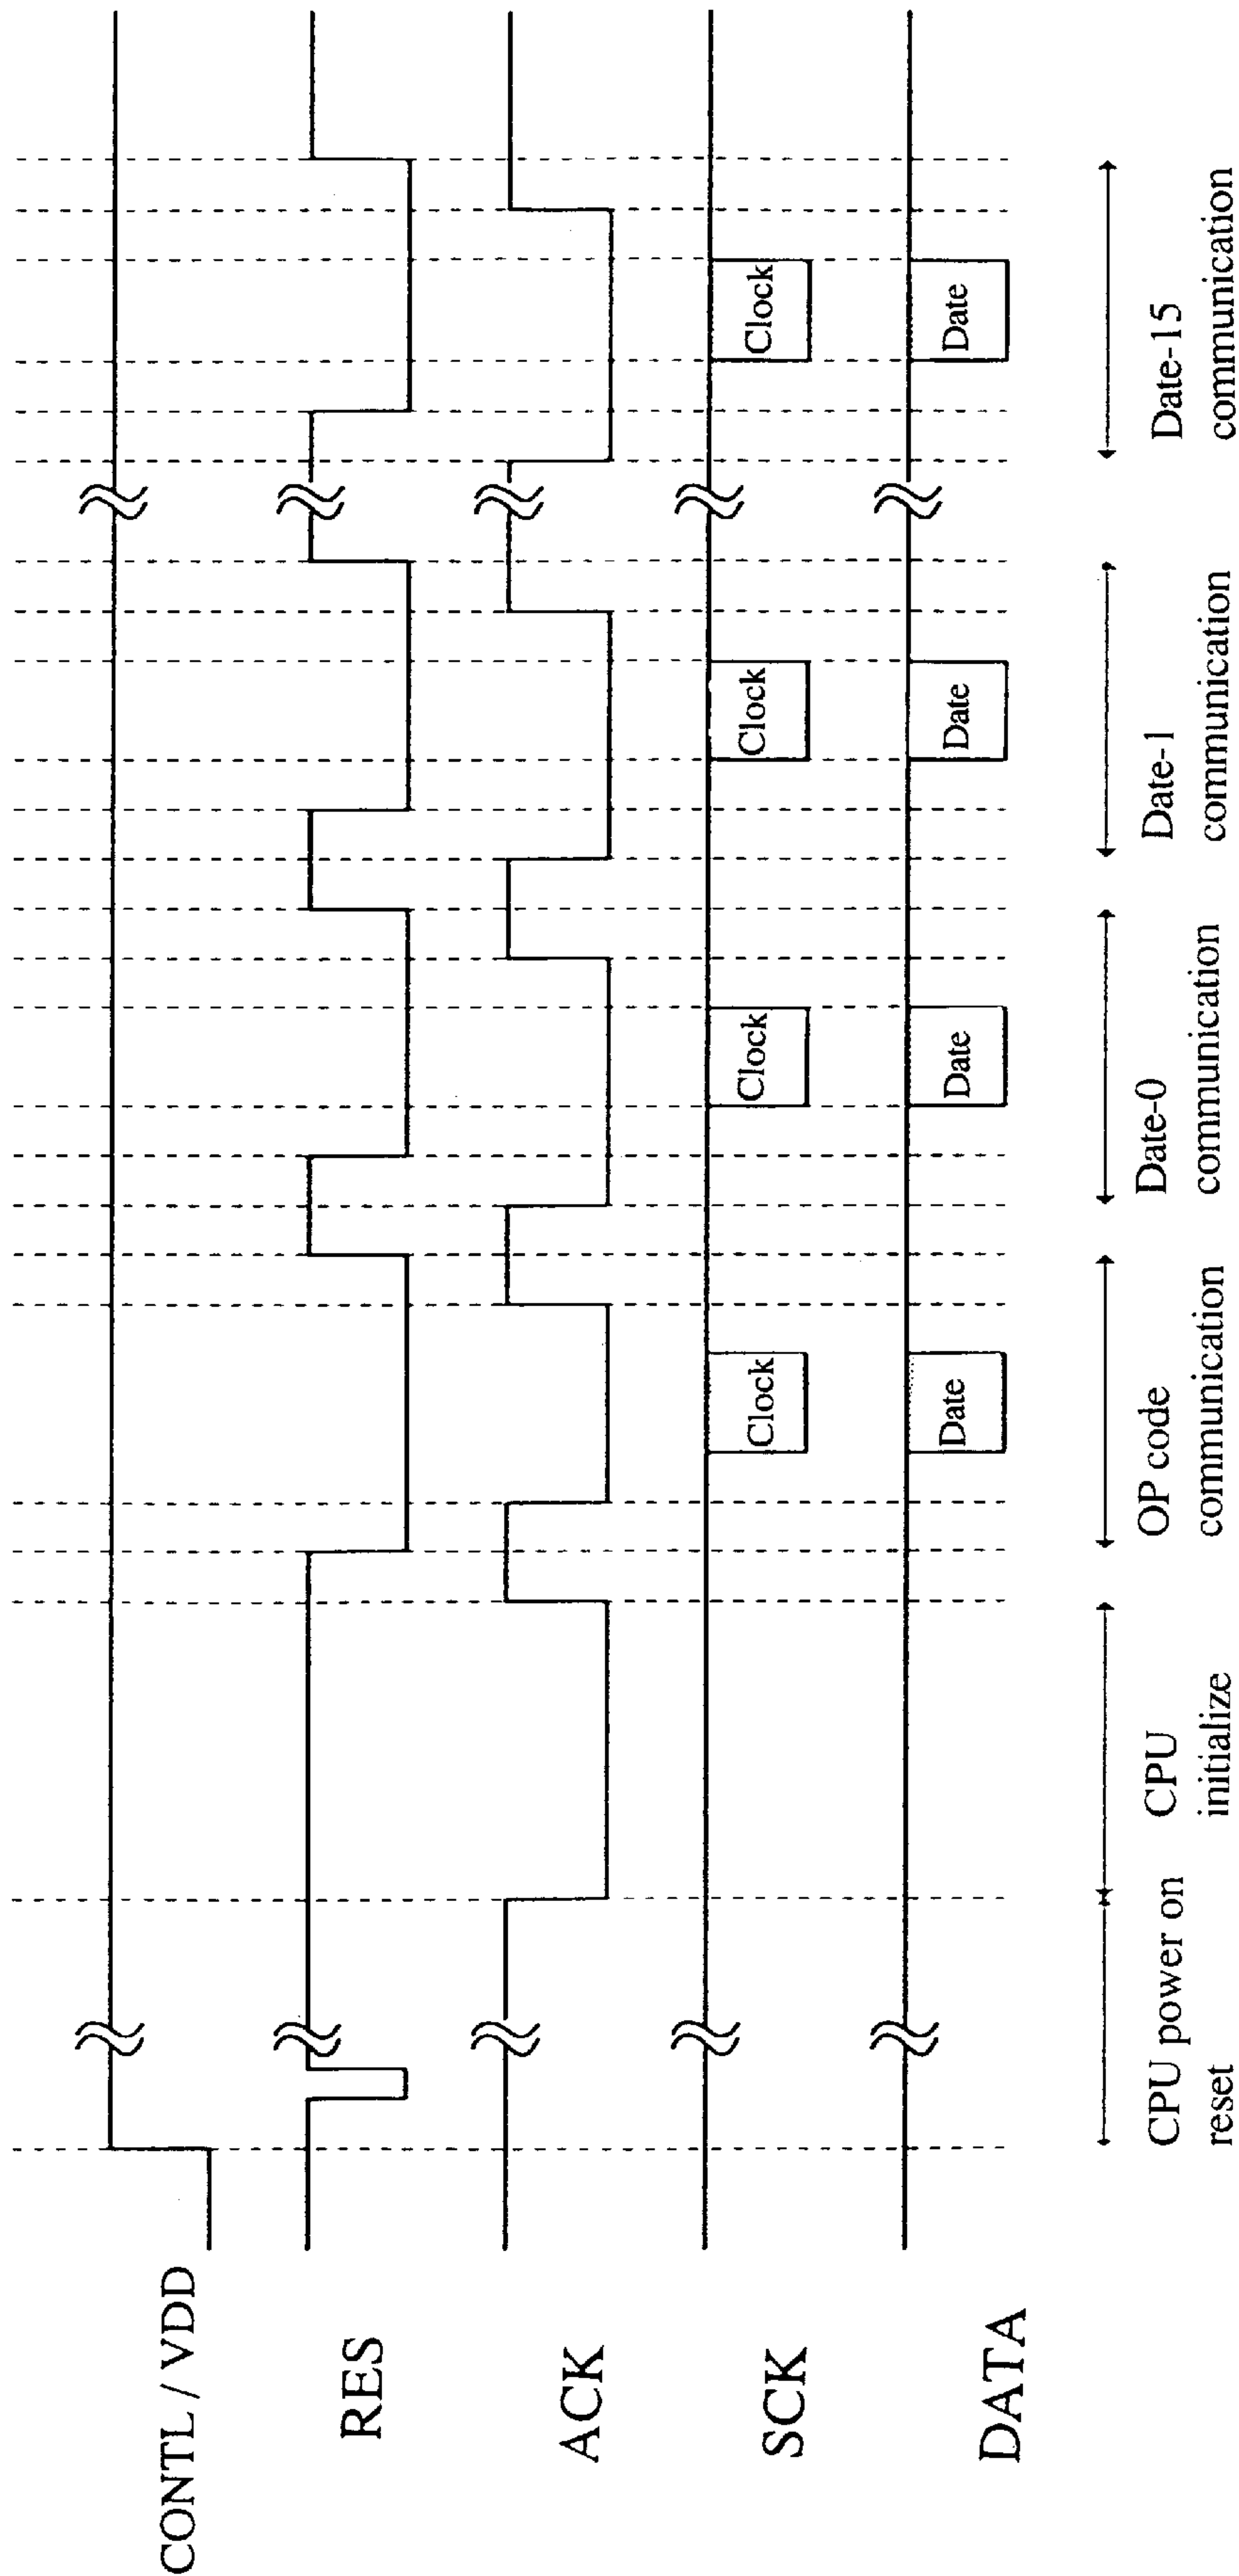 CONTL / VDD
RES
ACK
SCK
Clock
Clock
Clock
Clock
DATA
Date
Date
Date
Date
CPU power on
reset
CPU
initialize
OP code
communication
Date-0
communication
Date-1
communication
Date-15
communication